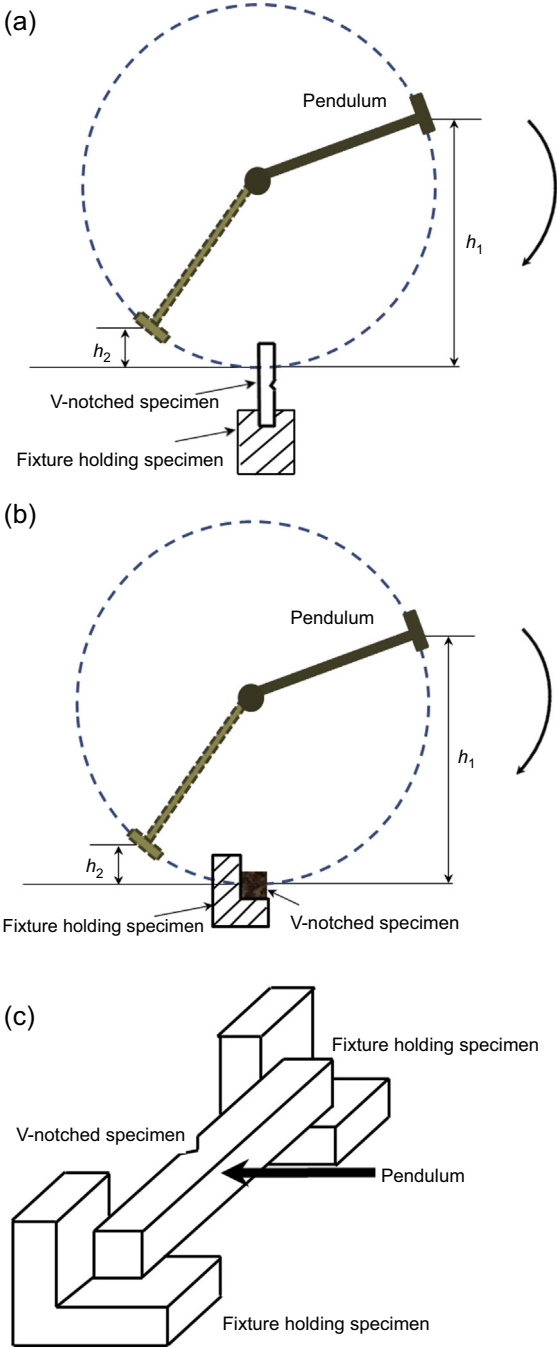 (a)
Pendulum
h1
h2
V-notched specimen
Fixture holding specimen
(b)
Pendulum
h1
h2
Fixture holding specimen
V-notched specimen
(c)
Fixture holding specimen
V-notched specimen
Pendulum
Fixture holding specimen